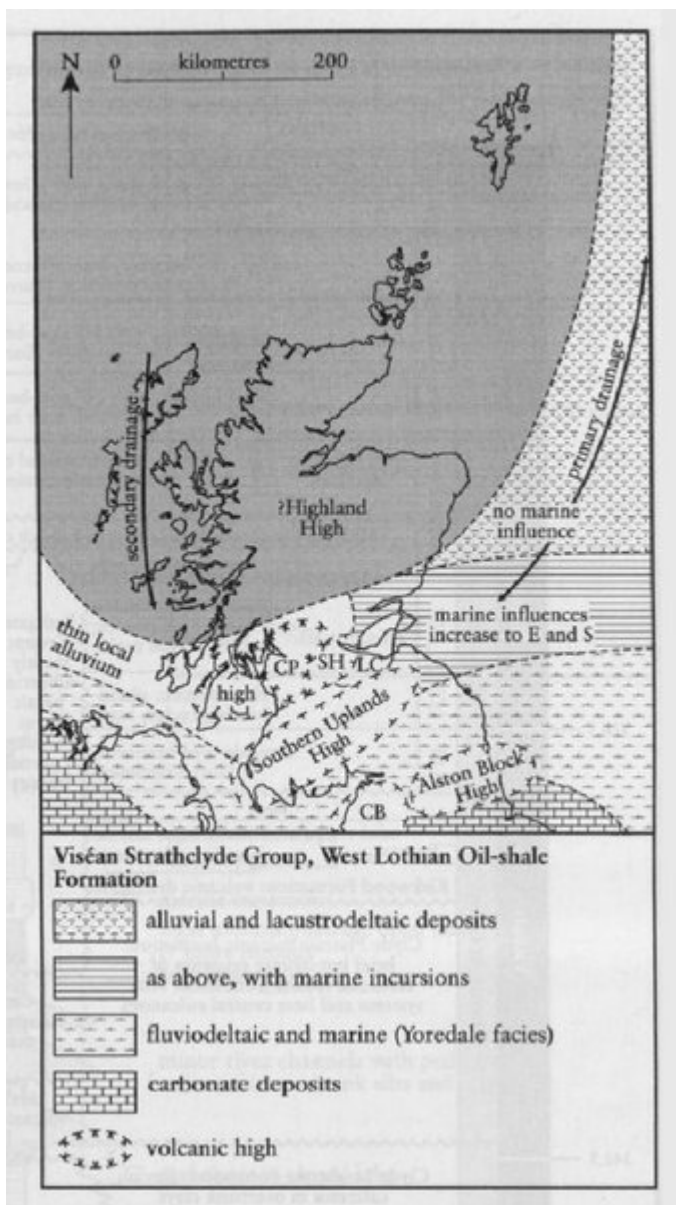 N
0 kilometres 200
secondary drainage
primary drainage
?Highland
High
no marine
influence
marine influences
increase to E and S
thin local
alluvium
CP
SH
LC
high
Southern Uplands
High
Alston Block
High
CB
Viséan Strathclyde Group, West Lothian Oil-shale
Formation
alluvial and lacustrodeltaic deposits
as above, with marine incursions
fluviodeltaic and marine (Yoredale facies)
carbonate deposits
volcanic high